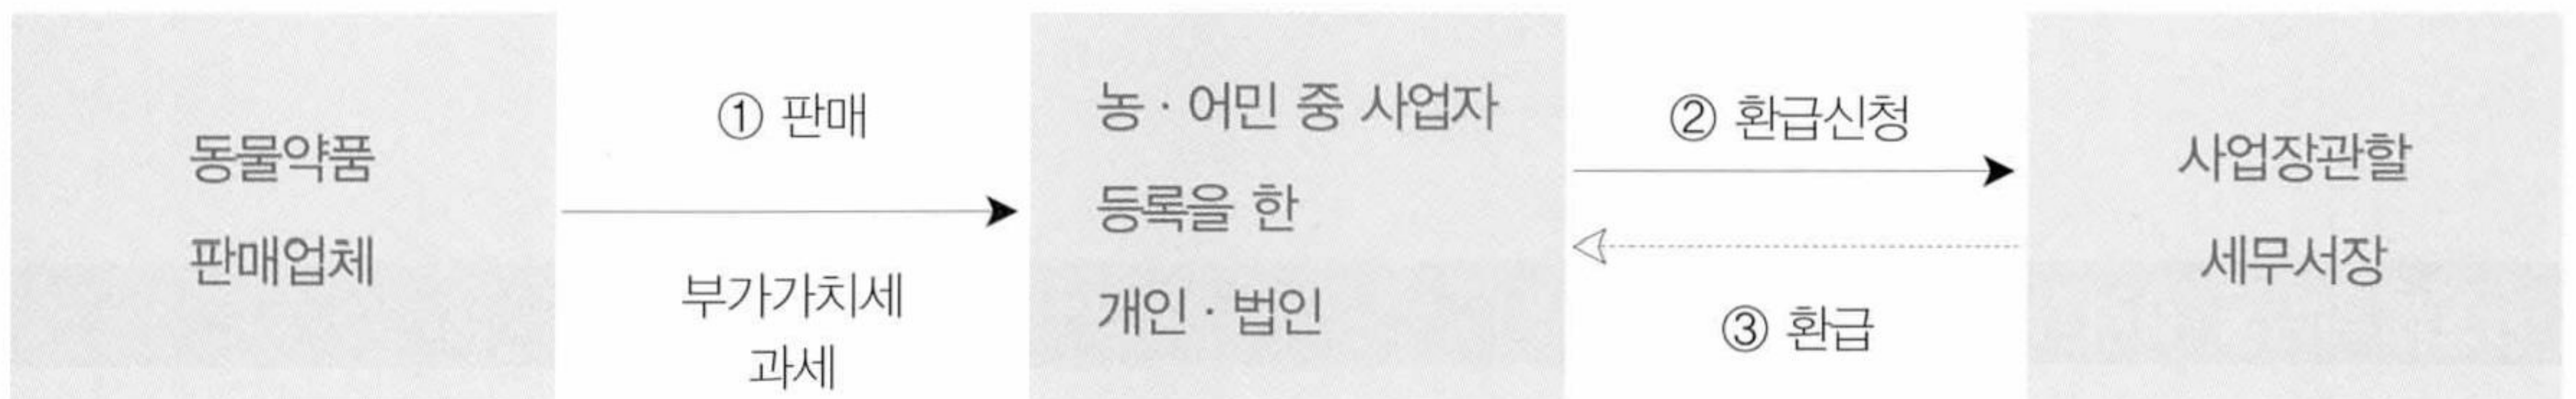 동물약품
판매업체
① 판매
부가가치세
과세
농 · 어민 중 사업자
등록을 한
개인 · 법인
② 환급신청
③ 환급
사업장관할
세무서장